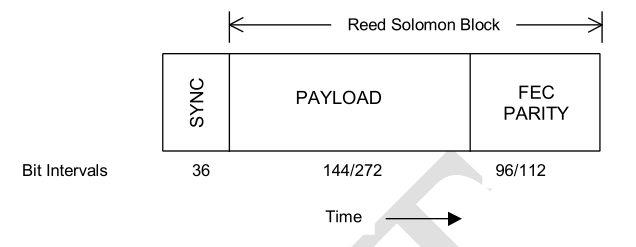 Reed Solomon Block
SYNC
PAYLOAD
FEC
PARITY
Bit Intervals 36 144/272 96/112
Time